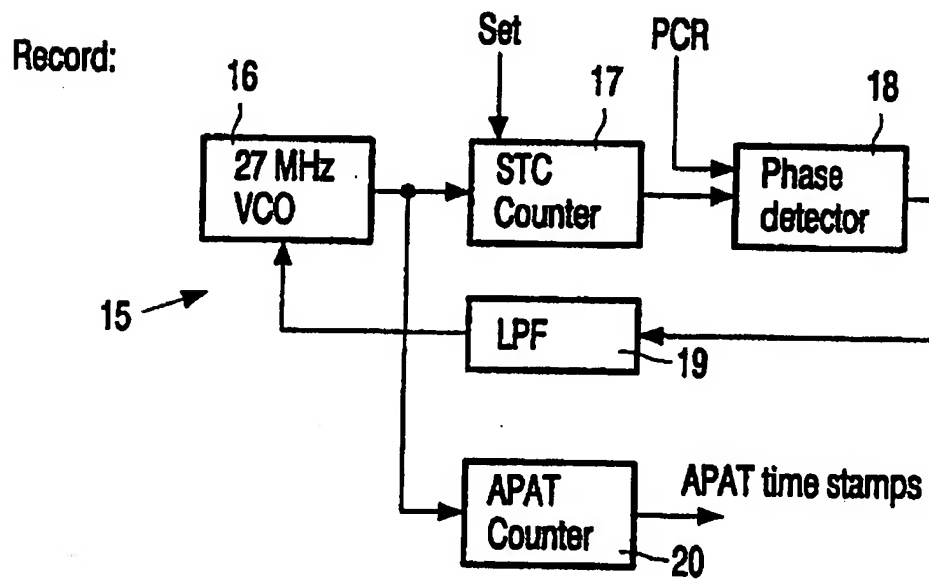 Record:
Set
PCR
16
17
18
27 MHz
VCO
STC
Counter
Phase
detector
15
LPF
19
APAT
Counter
APAT time stamps
20